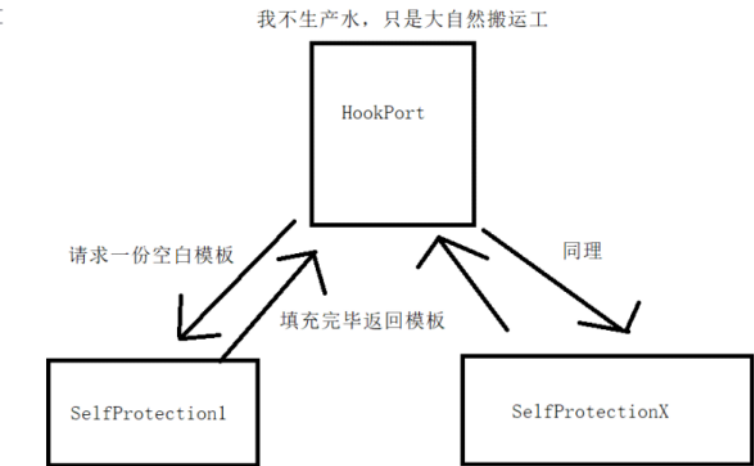 我不生产水，只是大自然搬运工
HookPort
请求一份空白模板
同理
填充完毕返回模板
SelfProtection1
SelfProtectionX